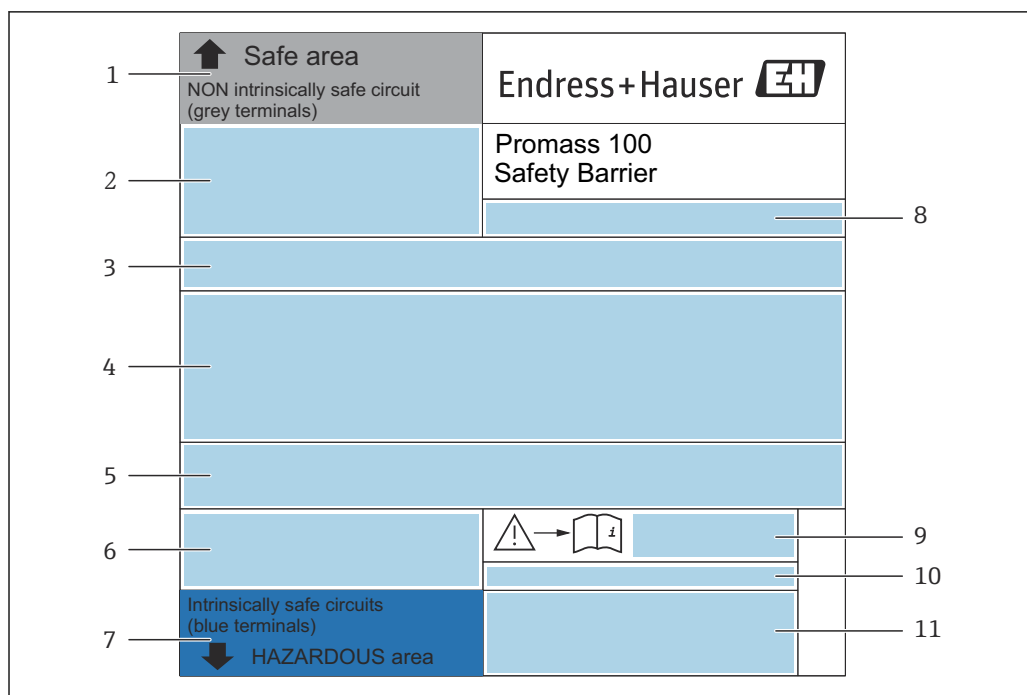 Safe area
NON intrinsically safe circuit
(grey terminals)
Endress+Hauser EH
Promass 100
Safety Barrier
1
2
3
4
5
6
7
8
9
10
11
i
Intrinsically safe circuits
(blue terminals)
HAZARDOUS area